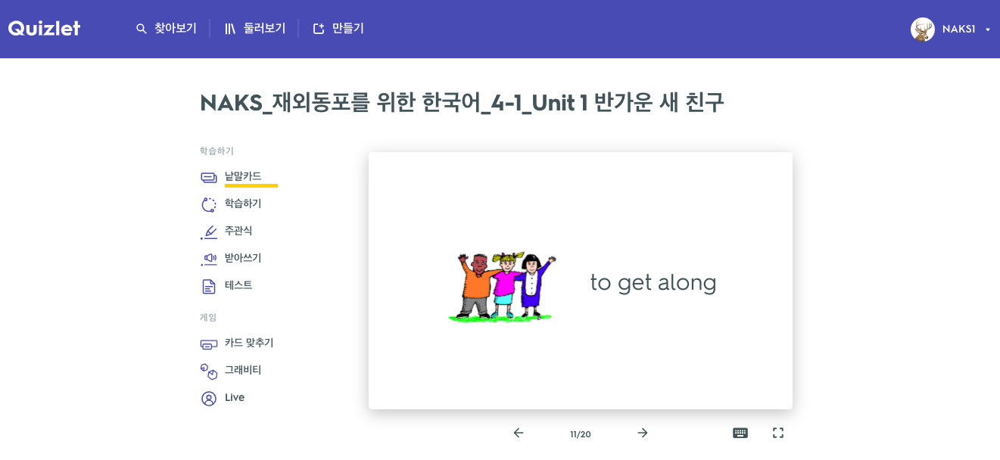 Quizlet
찾아보기
둘러보기
만들기
NAKS1
NAKS_재외동포를 위한 한국어_4-1_Unit 1 반가운 새 친구
학습하기
낱말카드
학습하기
주관식
받아쓰기
테스트
게임
카드 맞추기
그래비티
Live
to get along
11/20